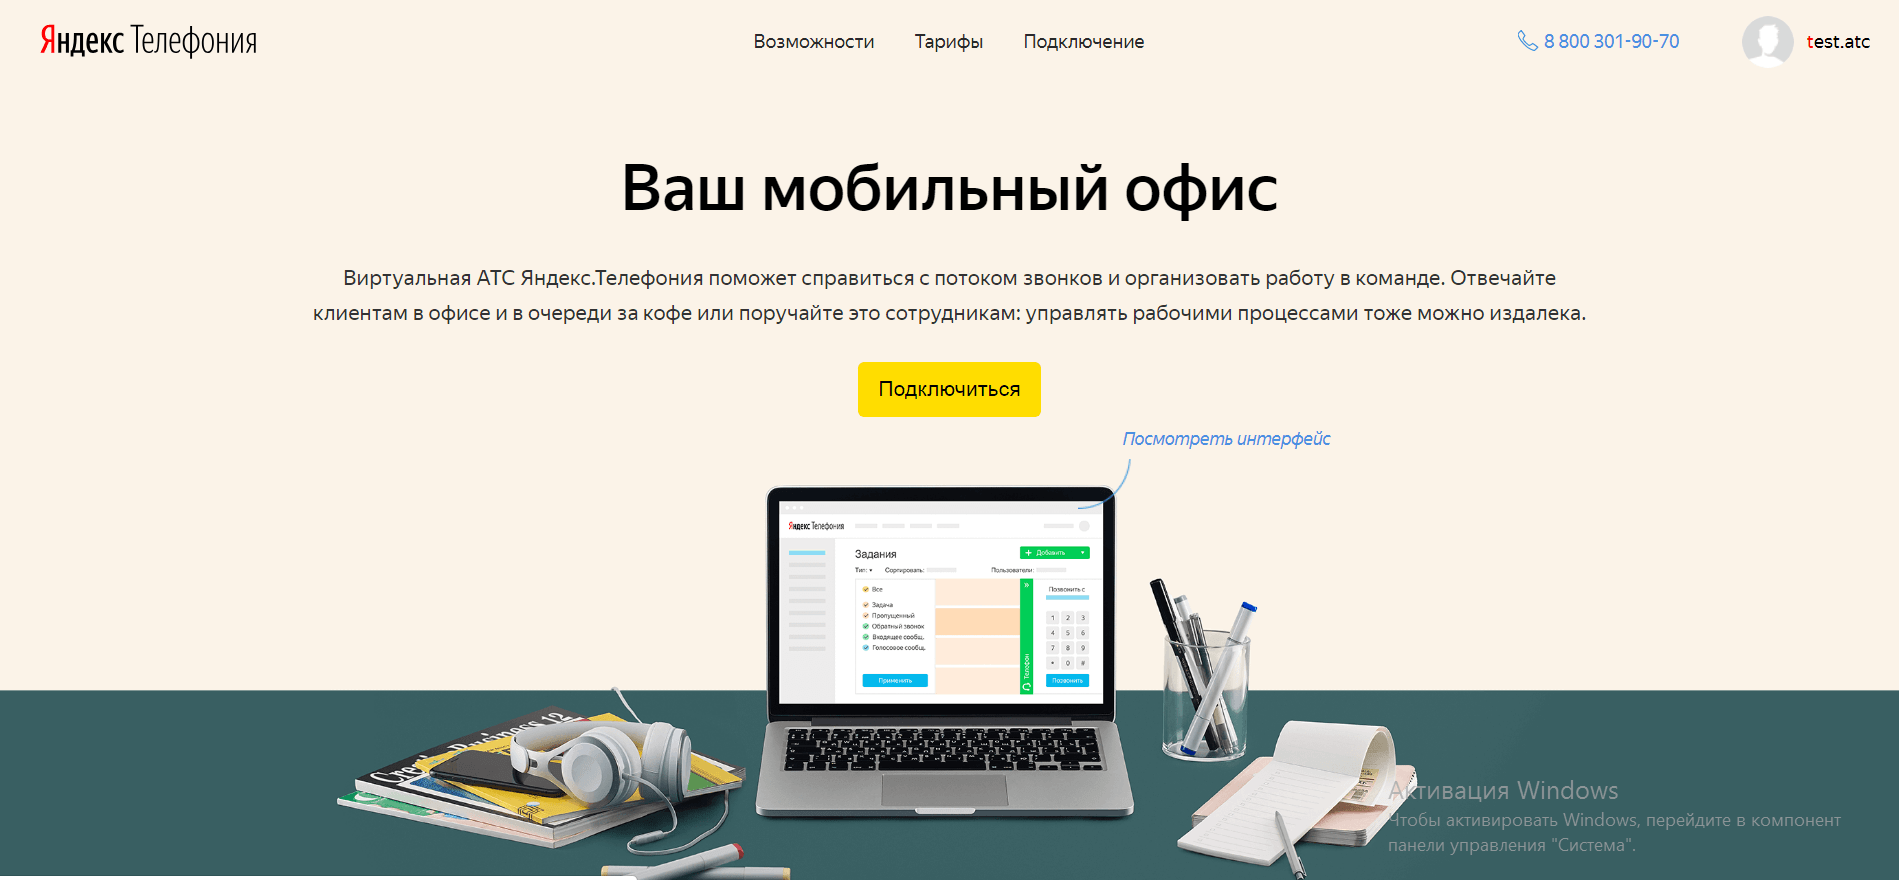 Яндекс Телефония
Возможности
Тарифы
Подключение
8 800 301-90-70
test.atc
Ваш мобильный офис
Виртуальная АТС Яндекс.Телефония поможет справиться с потоком звонков и организовать работу в команде. Отвечайте
клиентам в офисе и в очереди за кофе или поручайте это сотрудникам: управлять рабочими процессами тоже можно издалека.
Подключиться
Посмотреть интерфейс
Яндекс Телефония
Задания
+ Добавить
Тип:
Сортировать:
Пользователи:
Все
Задача
Пропущенный
Обратный звонок
Входящее сообщ.
Голосовое сообщ.
Применить
Телефон
Позвонить с
1 2 3
4 5 6
7 8 9
* 0 #
Позвонить
Business 12
Активация Windows
Чтобы активировать Windows, перейдите в компонент
панели управления "Система".